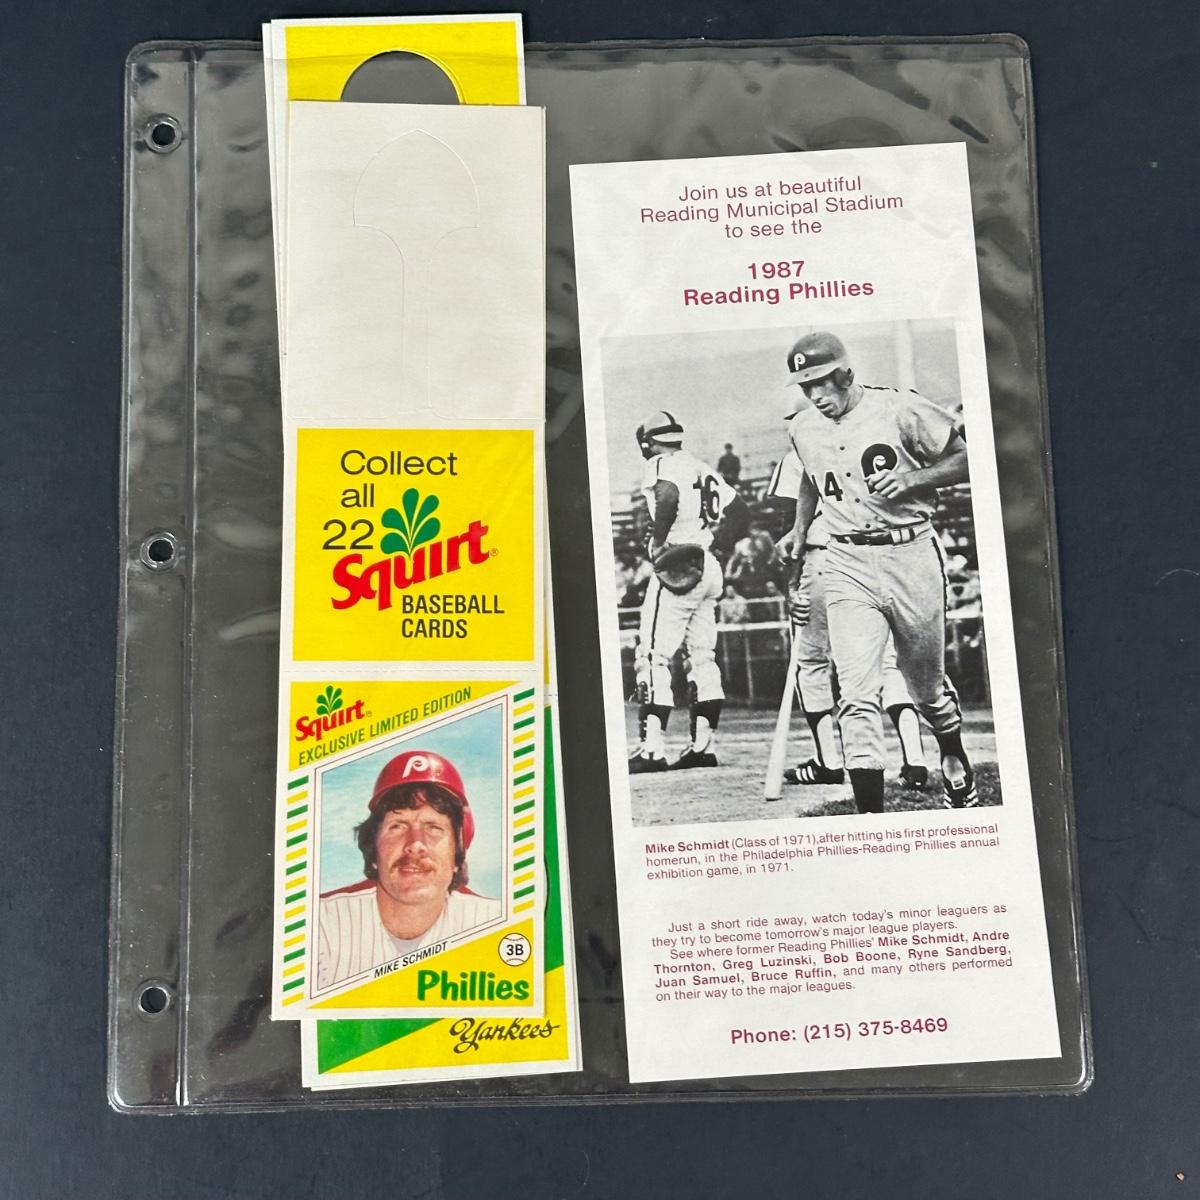 Collect
all
22
Squirt®
BASEBALL
CARDS
Squirt®
EXCLUSIVE LIMITED EDITION
P
MIKE SCHMIDT
3B
Phillies
Yankees
Join us at beautiful
Reading Municipal Stadium
to see the
1987
Reading Phillies
P
16
14
P
Mike Schmidt (Class of 1971),after hitting his first professional
homerun, in the Philadelphia Phillies-Reading Phillies annual
exhibition game, in 1971.
Just a short ride away, watch today's minor leaguers as
they try to become tomorrow's major league players.
See where former Reading Phillies' Mike Schmidt, Andre
Thornton, Greg Luzinski, Bob Boone, Ryne Sandberg,
Juan Samuel, Bruce Ruffin, and many others performed
on their way to the major leagues.
Phone: (215) 375-8469